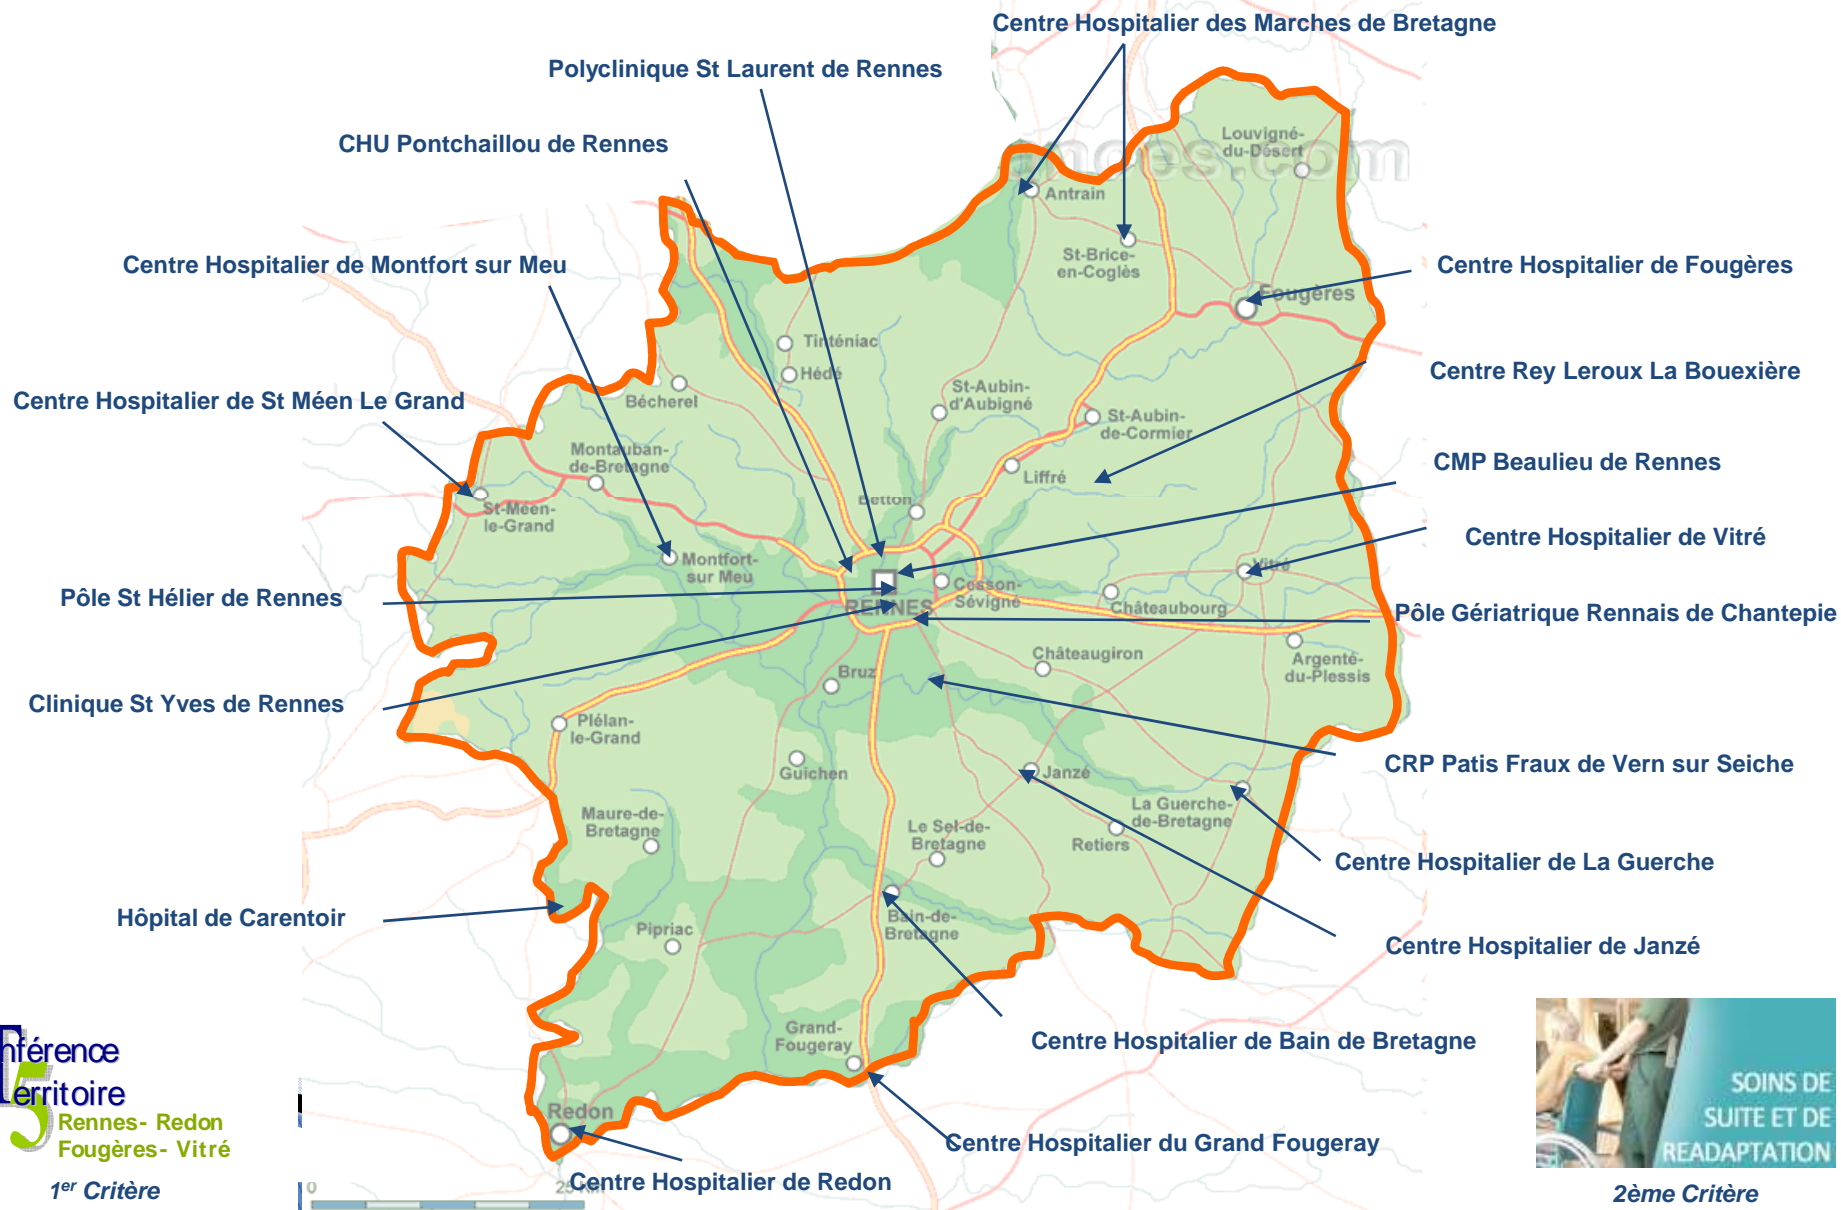 Centre Hospitalier des Marches de Bretagne
Polyclinique St Laurent de Rennes
CHU Pontchaillou de Rennes
Louvigné-
du-Désert
Antrain
St-Brice-
en-Coglès
Centre Hospitalier de Montfort sur Meu
Centre Hospitalier de Fougères
Fougères
Tinténiac
Hédé
Centre Rey Leroux La Bouexière
Bécherel
St-Aubin-
d'Aubigné
St-Aubin-
de-Cormier
Centre Hospitalier de St Méen Le Grand
Montauban-
de-Bretagne
CMP Beaulieu de Rennes
Liffré
Betton
St-Méen-
le-Grand
Centre Hospitalier de Vitré
Montfort-
sur Meu
Vitré
Cesson-
Sévigné
Pôle St Hélier de Rennes
RENNES
Châteaubourg
Pôle Gériatrique Rennais de Chantepie
Châteaugiron
Argenté-
du-Plessis
Bruz
Clinique St Yves de Rennes
Plélan-
le-Grand
Guichen
Janzé
CRP Patis Fraux de Vern sur Seiche
Maure-de-
Bretagne
La Guerche-
de-Bretagne
Le Sel-de-
Bretagne
Retiers
Centre Hospitalier de La Guerche
Hôpital de Carentoir
Pipriac
Bain-de-
Bretagne
Centre Hospitalier de Janzé
Grand-
Fougeray
Centre Hospitalier de Bain de Bretagne
nférence
Territoire
5
Rennes- Redon
Fougères- Vitré
1er Critère
Redon
Centre Hospitalier du Grand Fougeray
Centre Hospitalier de Redon
0
25 Km
SOINS DE
SUITE ET DE
READAPTATION
2ème Critère